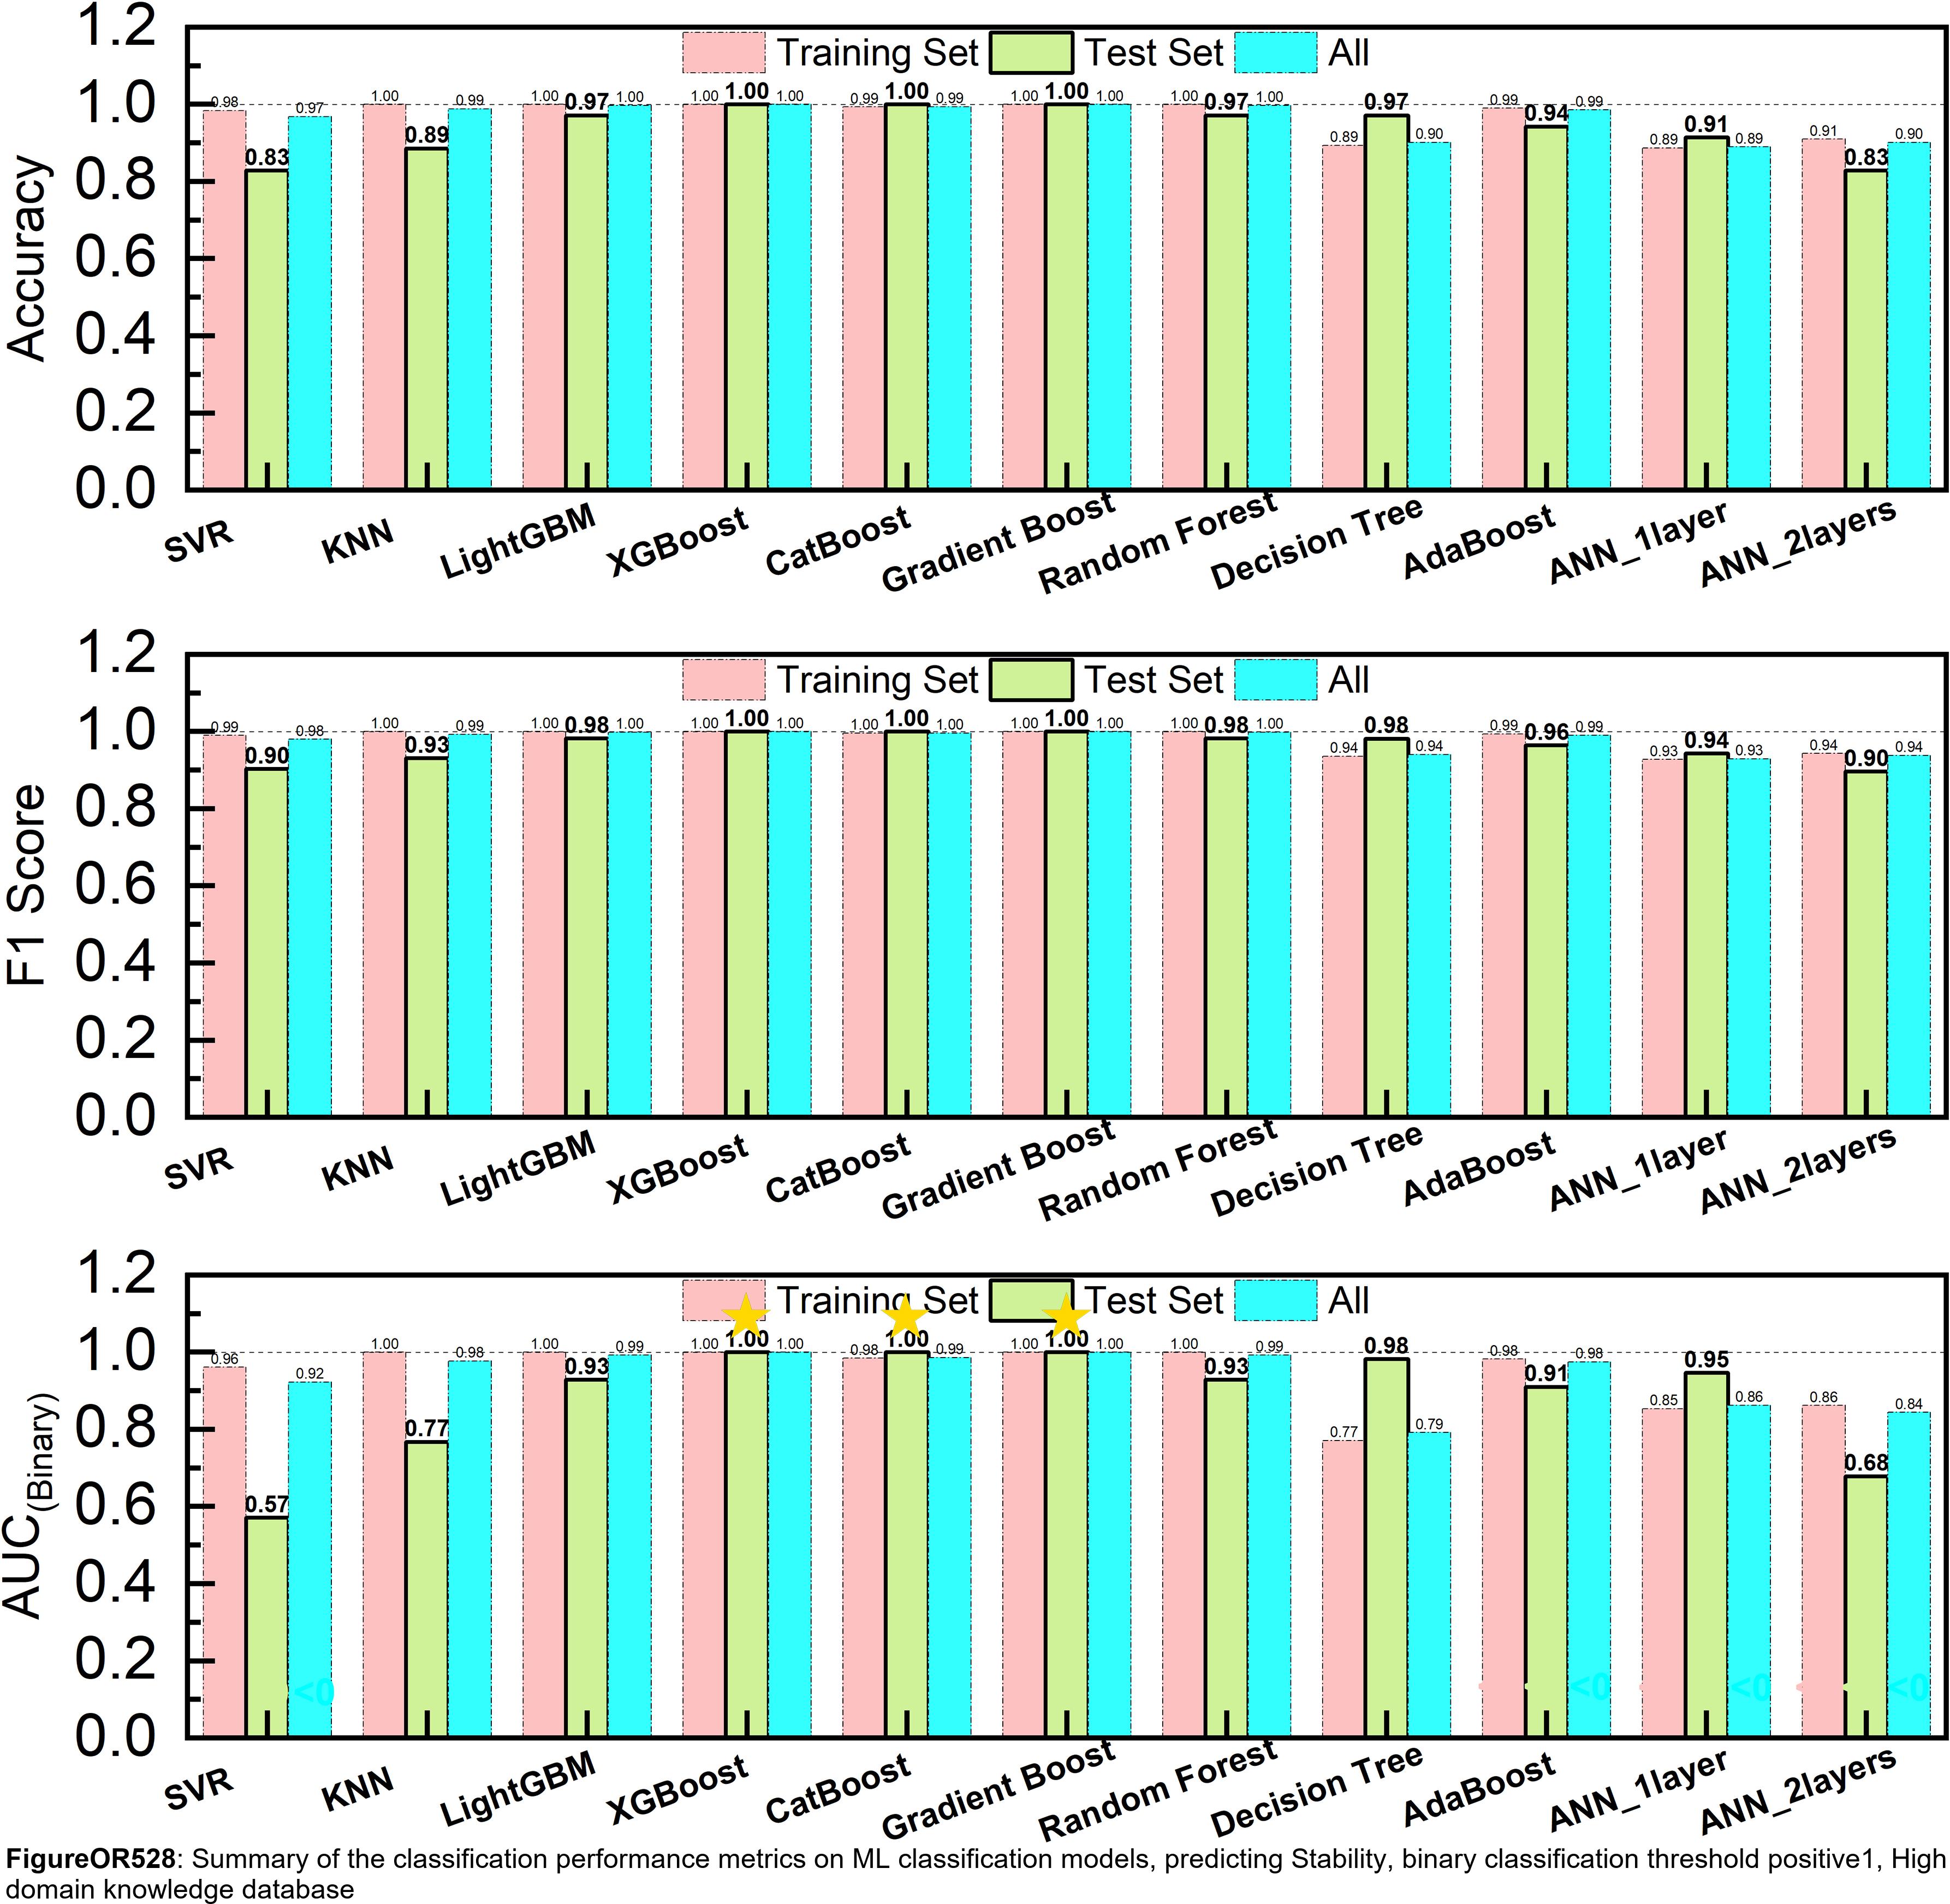 1.2
1.0
0.8
0.6
0.4
0.2
0.0
Accuracy
Training Set Test Set All
0.98 0.83 0.97 1.00 0.89 0.99 1.00 0.97 1.00 1.00 1.00 1.00 0.99 1.00 0.99 1.00 1.00 1.00 1.00 0.97 1.00 0.89 0.97 0.90 0.99 0.94 0.99 0.89 0.91 0.89 0.91 0.83 0.90
SVR KNN LightGBM XGBoost CatBoost Gradient Boost Random Forest Decision Tree AdaBoost ANN_1layer ANN_2layers
1.2
1.0
0.8
0.6
0.4
0.2
0.0
F1 Score
Training Set Test Set All
0.99 0.90 0.98 1.00 0.93 0.99 1.00 0.98 1.00 1.00 1.00 1.00 1.00 1.00 1.00 1.00 1.00 1.00 1.00 0.98 1.00 0.94 0.98 0.94 0.99 0.96 0.99 0.93 0.94 0.93 0.94 0.90 0.94
SVR KNN LightGBM XGBoost CatBoost Gradient Boost Random Forest Decision Tree AdaBoost ANN_1layer ANN_2layers
1.2
1.0
0.8
0.6
0.4
0.2
0.0
AUC(Binary)
Training Set Test Set All
0.96 0.57 0.92 1.00 0.77 0.98 1.00 0.93 0.99 1.00 1.00 1.00 0.98 1.00 0.99 1.00 1.00 1.00 1.00 0.93 0.99 0.77 0.98 0.79 0.98 0.91 0.98 0.85 0.95 0.86 0.86 0.68 0.84
<0 <0 <0 <0
SVR KNN LightGBM XGBoost CatBoost Gradient Boost Random Forest Decision Tree AdaBoost ANN_1layer ANN_2layers
FigureOR528: Summary of the classification performance metrics on ML classification models, predicting Stability, binary classification threshold positive1, High
domain knowledge database